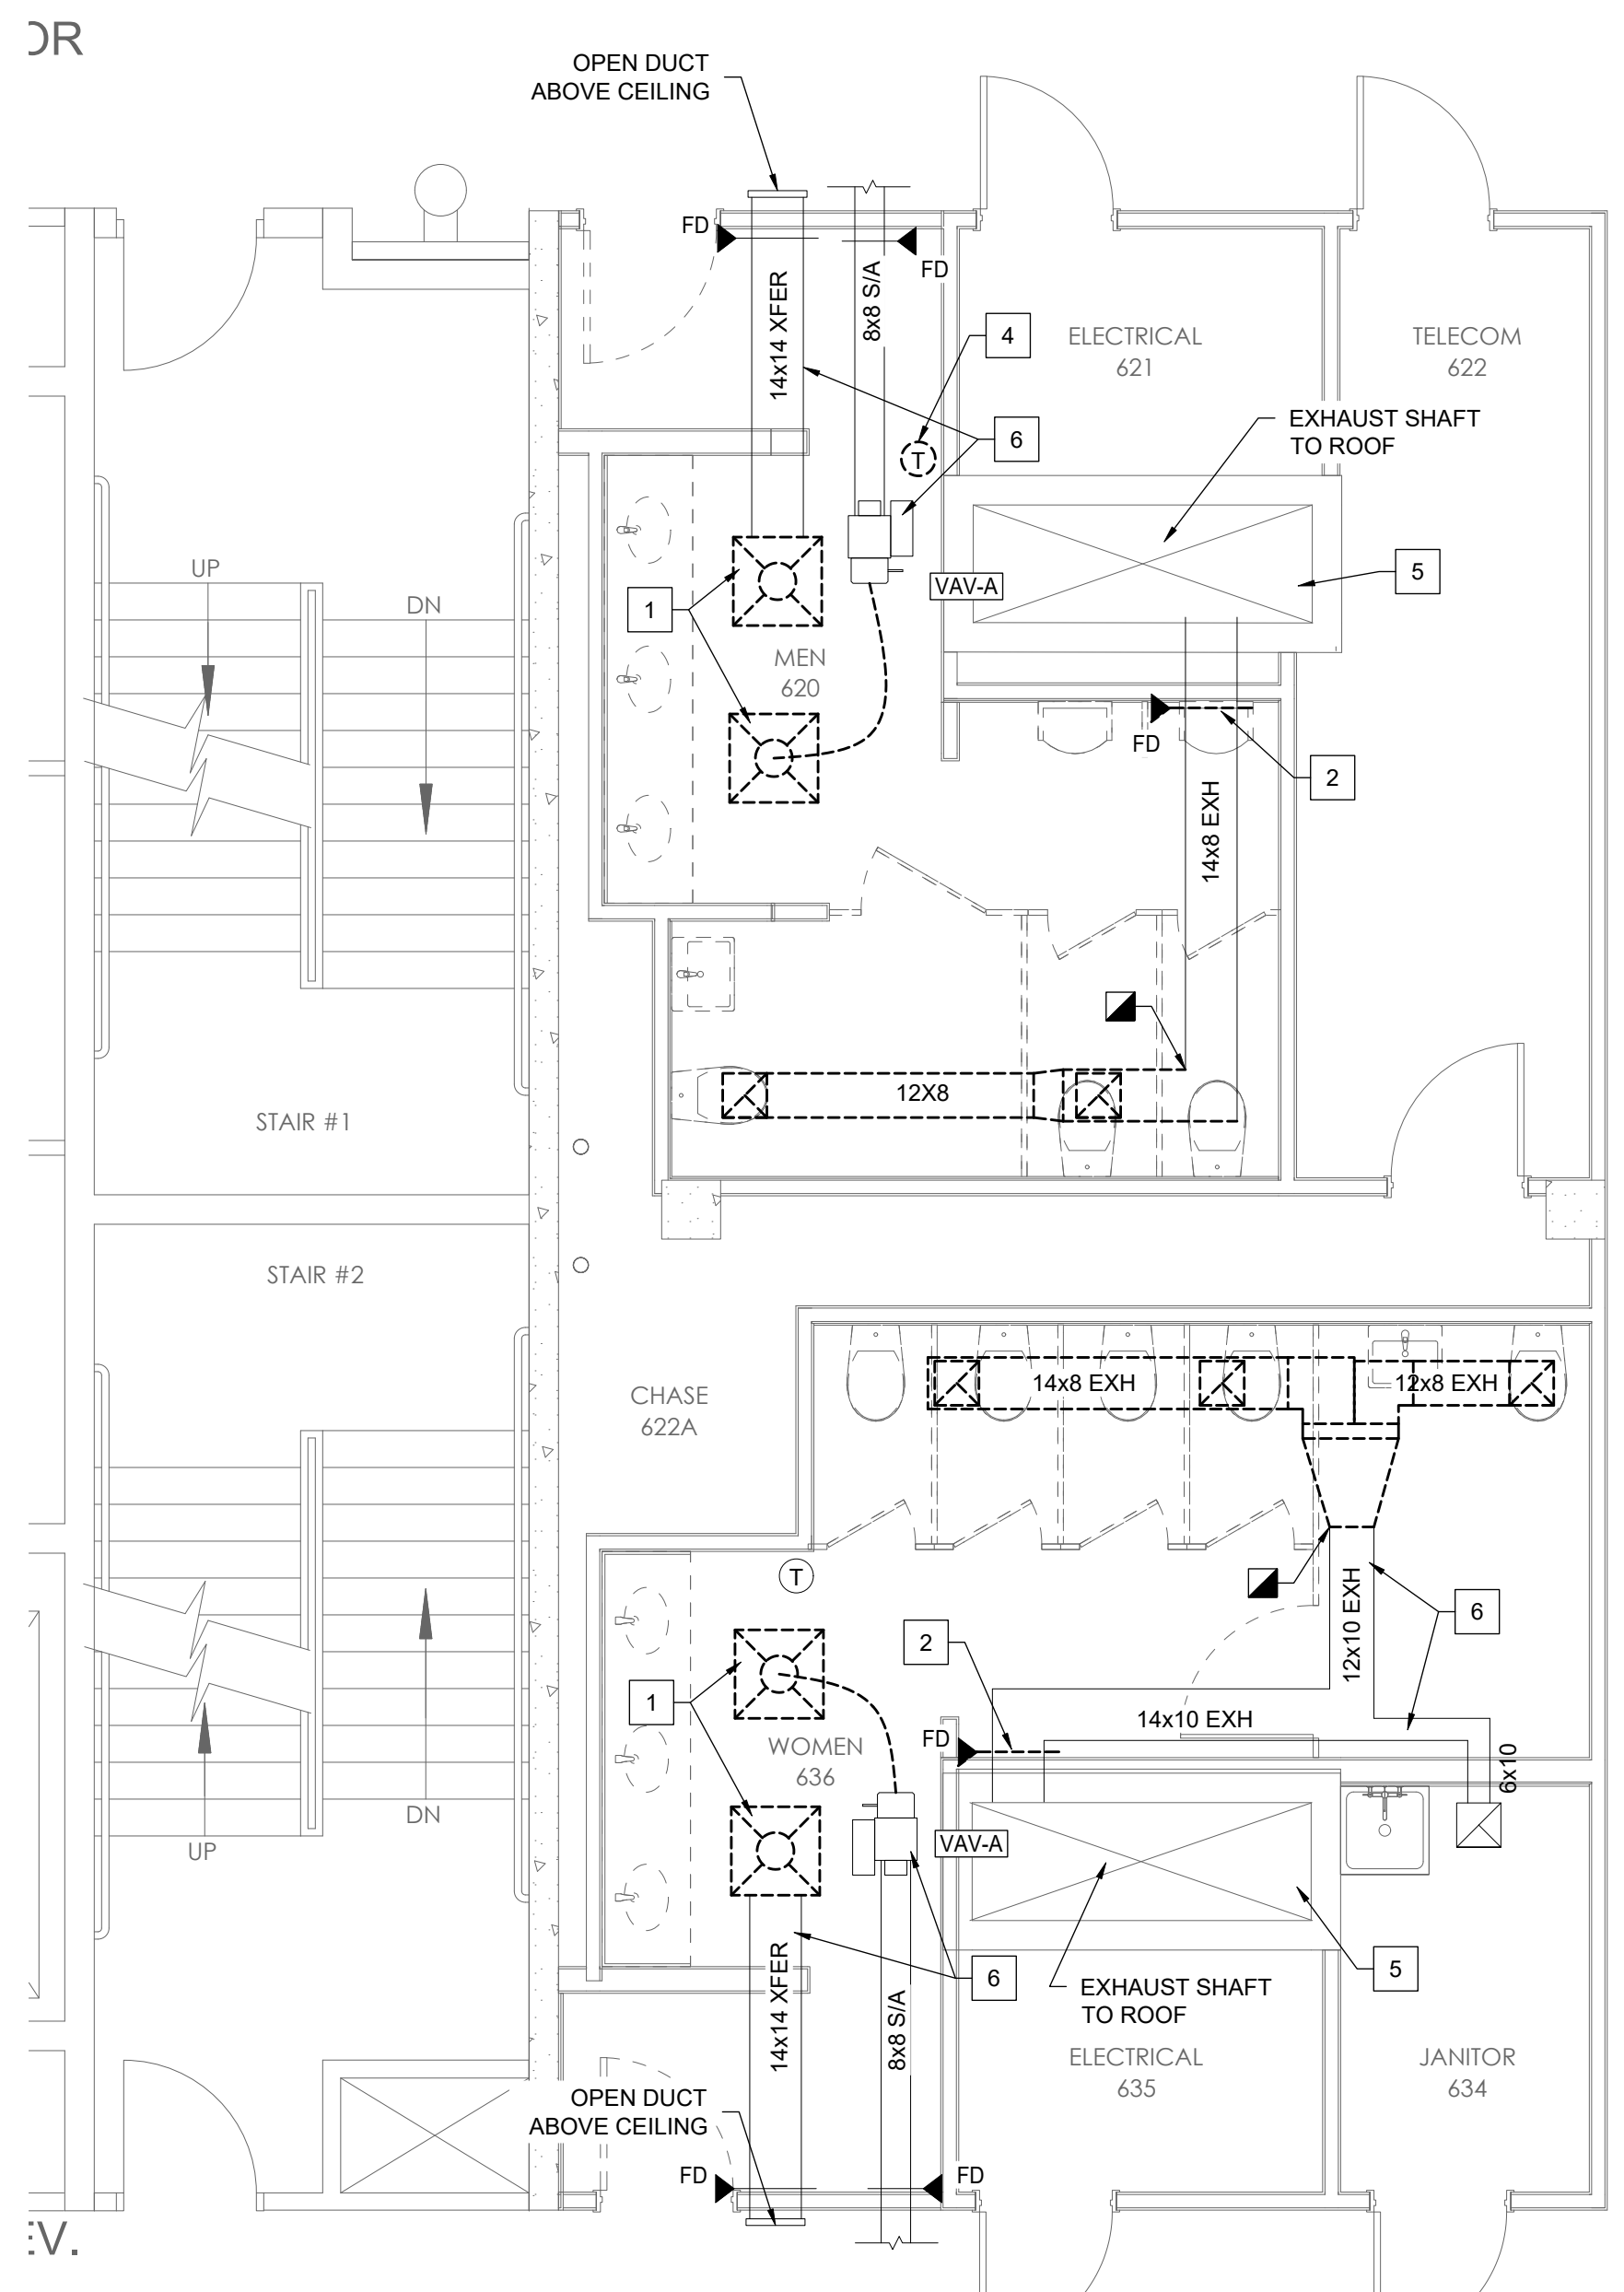 OPEN DUCT
ABOVE CEILING
FD
FD
14x14 XFER
8x8 S/A
4
ELECTRICAL
621
TELECOM
622
EXHAUST SHAFT
TO ROOF
6
T
UP
DN
VAV-A
5
1
MEN
620
FD
2
14x8 EXH
12X8
STAIR #1
STAIR #2
CHASE
622A
14x8 EXH
12x8 EXH
T
12x10 EXH
6
2
1
14x10 EXH
FD
WOMEN
636
6x10
VAV-A
DN
UP
5
6
14x14 XFER
8x8 S/A
EXHAUST SHAFT
TO ROOF
ELECTRICAL
635
JANITOR
634
OPEN DUCT
ABOVE CEILING
FD
FD